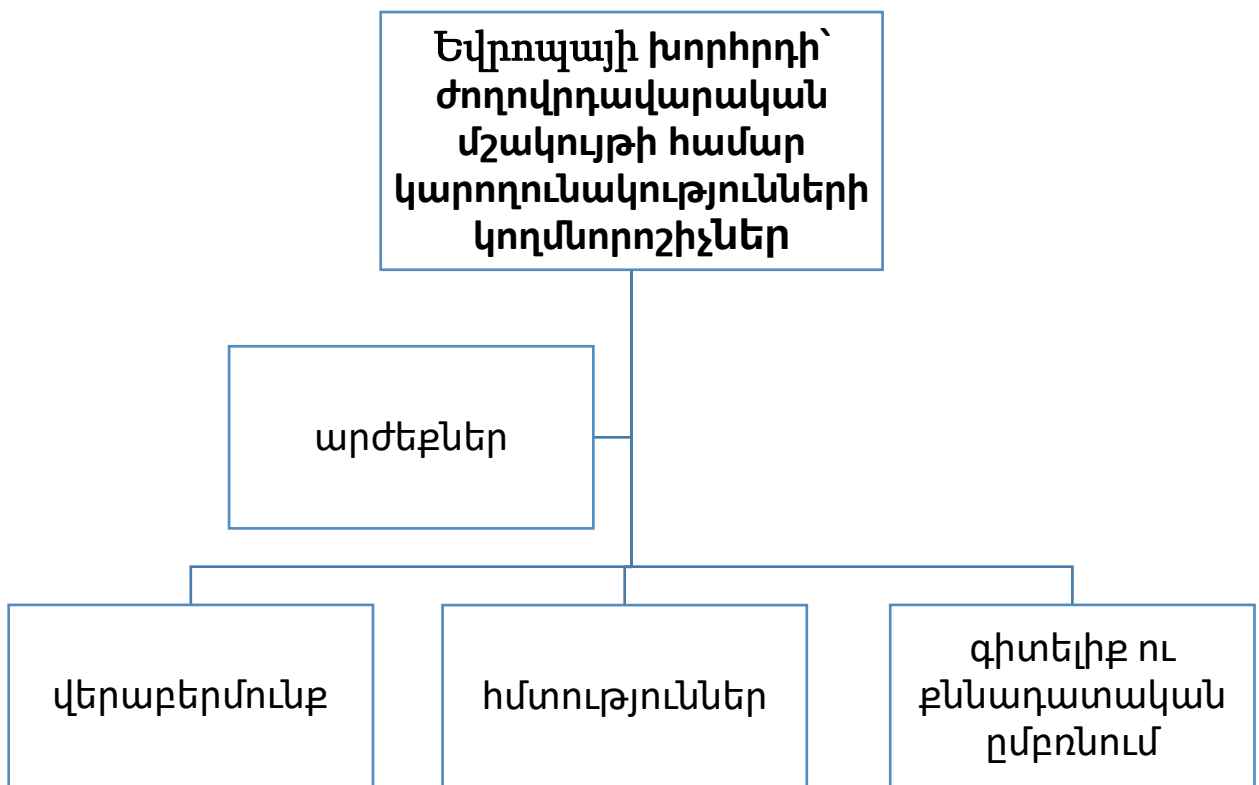 Եվրոպայի խորհրդի՝
ժողովրդավարական
մշակույթի համար
կարողունակությունների
կողմնորոշիչներ
արժեքներ
վերաբերմունք
հմտություններ
գիտելիք ու
քննադատական
ըմբռնում